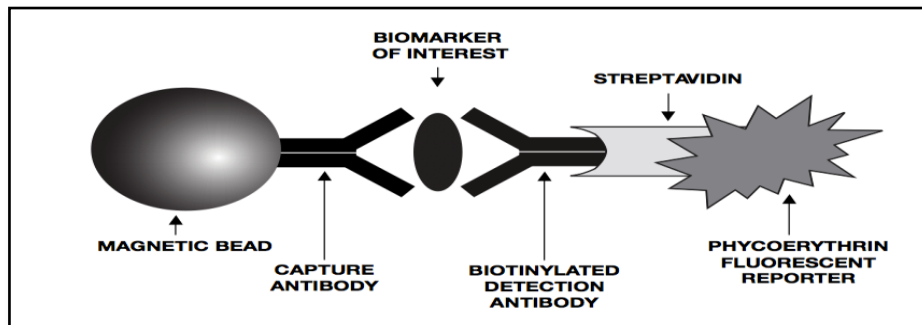 BIOMARKER
OF INTEREST
STREPTAVIDIN
MAGNETIC BEAD
CAPTURE
ANTIBODY
BIOTINYLATED
DETECTION
ANTIBODY
PHYCOERYTHRIN
FLUORESCENT
REPORTER